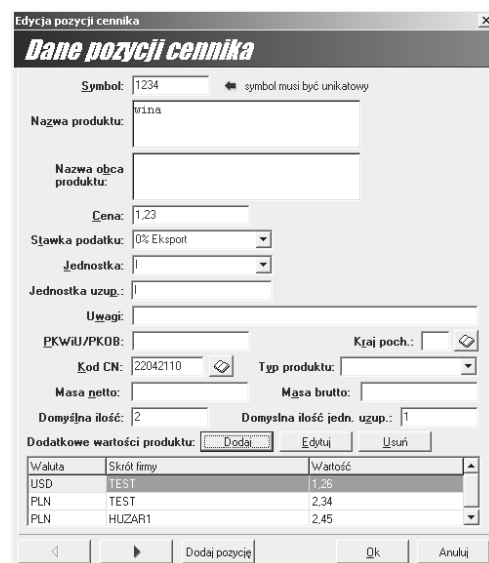 Edycja pozycji cennika
Dane pozycji cennika
Symbol: 1234 symbol musi być unikatowy
Nazwa produktu: wina
Nazwa obca produktu:
Cena: 1,23
Stawka podatku: 0% Eksport
Jednostka: l
Jednostka uzup.: l
Uwagi:
PKWiU/PKOB: Kraj poch.:
Kod CN: 22042110 Typ produktu:
Masa netto: Masa brutto:
Domyślna ilość: 2 Domyslna ilość jedn. uzup.: 1
Dodatkowe wartości produktu: Dodaj Edytuj Usuń
Waluta Skrót firmy Wartość
USD TEST 1,26
PLN TEST 2,34
PLN HUZAR1 2,45
Dodaj pozycję Ok Anuluj